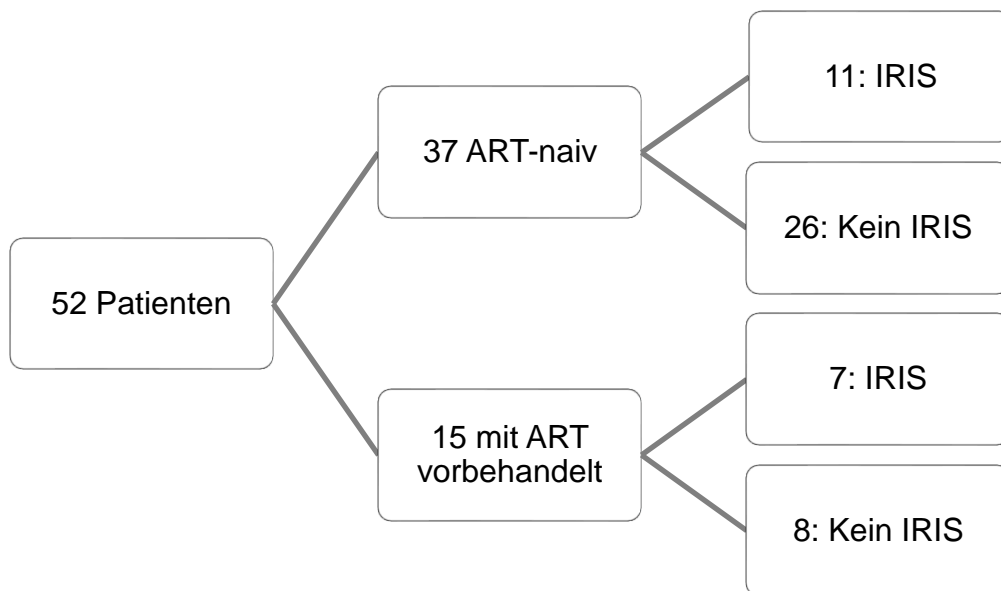 52 Patienten
37 ART-naiv
11: IRIS
26: Kein IRIS
15 mit ART
vorbehandelt
7: IRIS
8: Kein IRIS